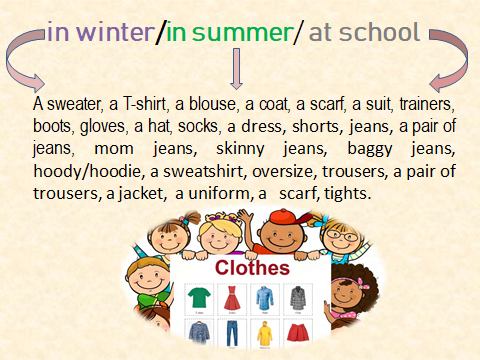 in winter/in summer/ at school
A sweater, a T-shirt, a blouse, a coat, a scarf, a suit, trainers,
boots, gloves, a hat, socks, a dress, shorts, jeans, a pair of
jeans, mom jeans, skinny jeans, baggy jeans,
hoody/hoodie, a sweatshirt, oversize, trousers, a pair of
trousers, a jacket, a uniform, a scarf, tights.
Clothes